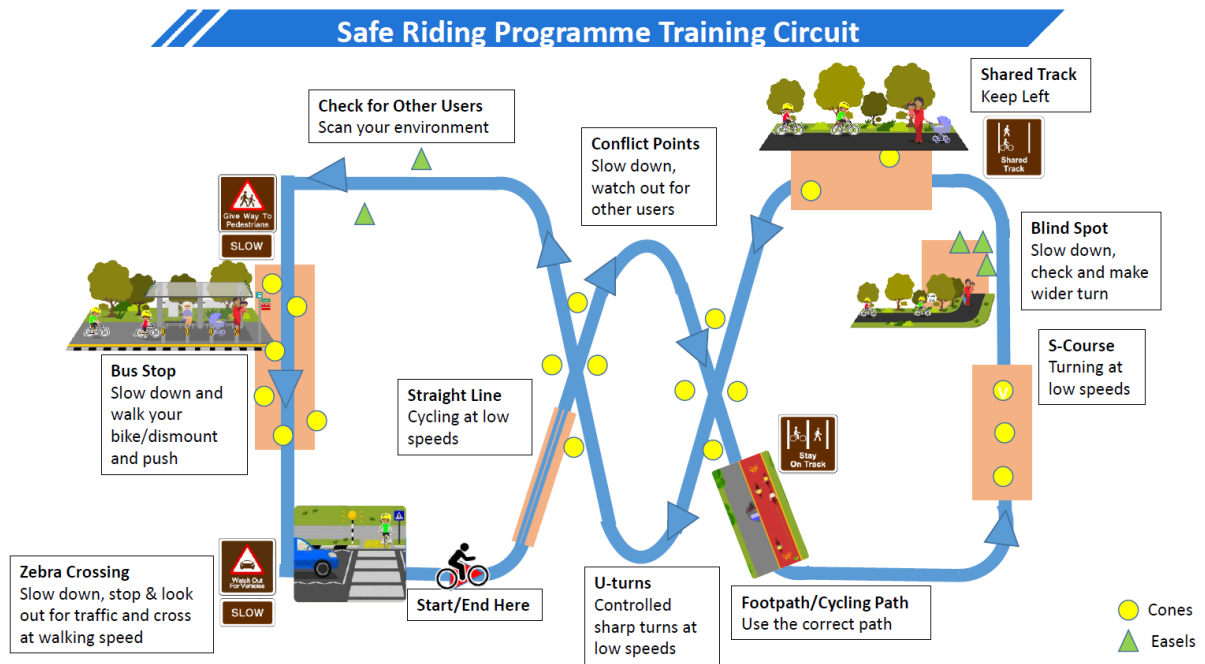 Safe Riding Programme Training Circuit
Check for Other Users
Scan your environment
Conflict Points
Slow down,
watch out for
other users
Shared Track
Keep Left
Shared
Track
Give Way To
Pedestrians
SLOW
Blind Spot
Slow down,
check and make
wider turn
Bus Stop
Slow down and
walk your
bike/dismount
and push
Straight Line
Cycling at low
speeds
S-Course
Turning at
low speeds
V
Stay
On Track
Zebra Crossing
Slow down, stop & look
out for traffic and cross
at walking speed
Watch Out
For Vehicles
SLOW
Start/End Here
U-turns
Controlled
sharp turns at
low speeds
Footpath/Cycling Path
Use the correct path
Cones
Easels